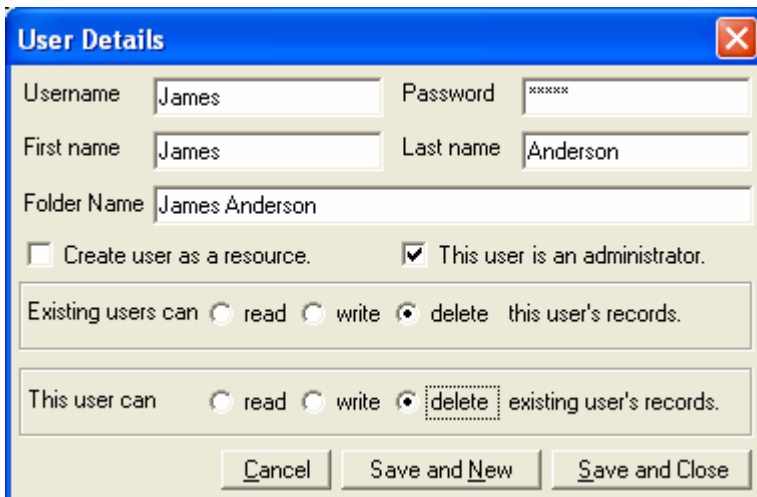 User Details
Username James Password *****
First name James Last name Anderson
Folder Name James Anderson
Create user as a resource. This user is an administrator.
Existing users can read write delete this user's records.
This user can read write delete existing user's records.
Cancel Save and New Save and Close